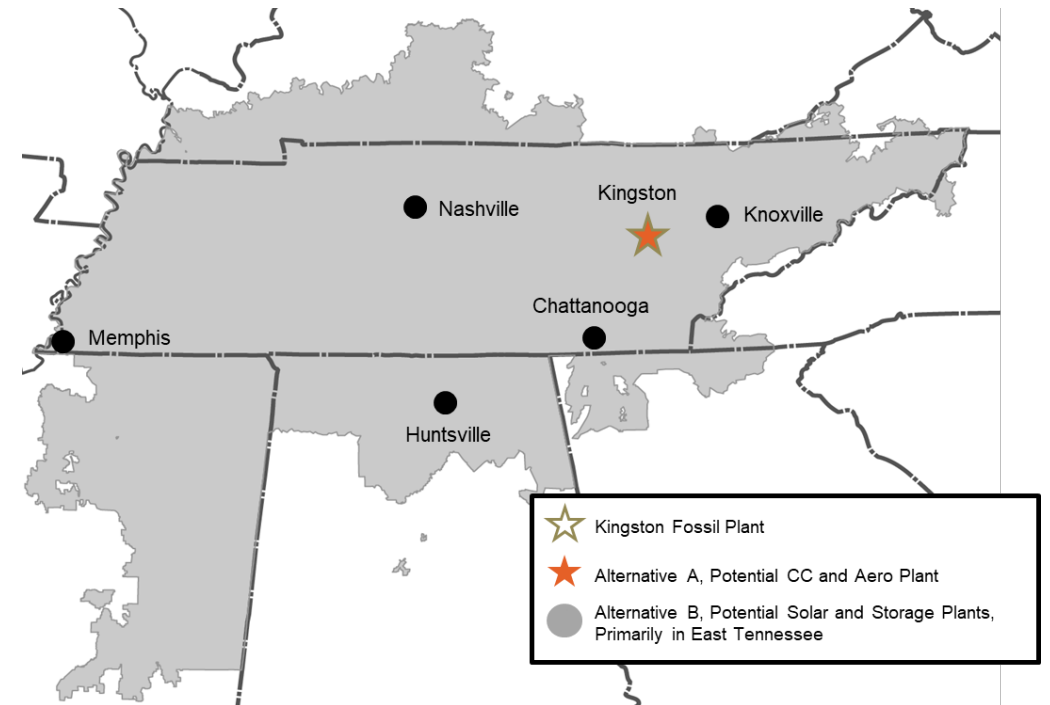 Kingston
Nashville
Knoxville
Chattanooga
Memphis
Huntsville
Kingston Fossil Plant
Alternative A, Potential CC and Aero Plant
Alternative B, Potential Solar and Storage Plants,
Primarily in East Tennessee